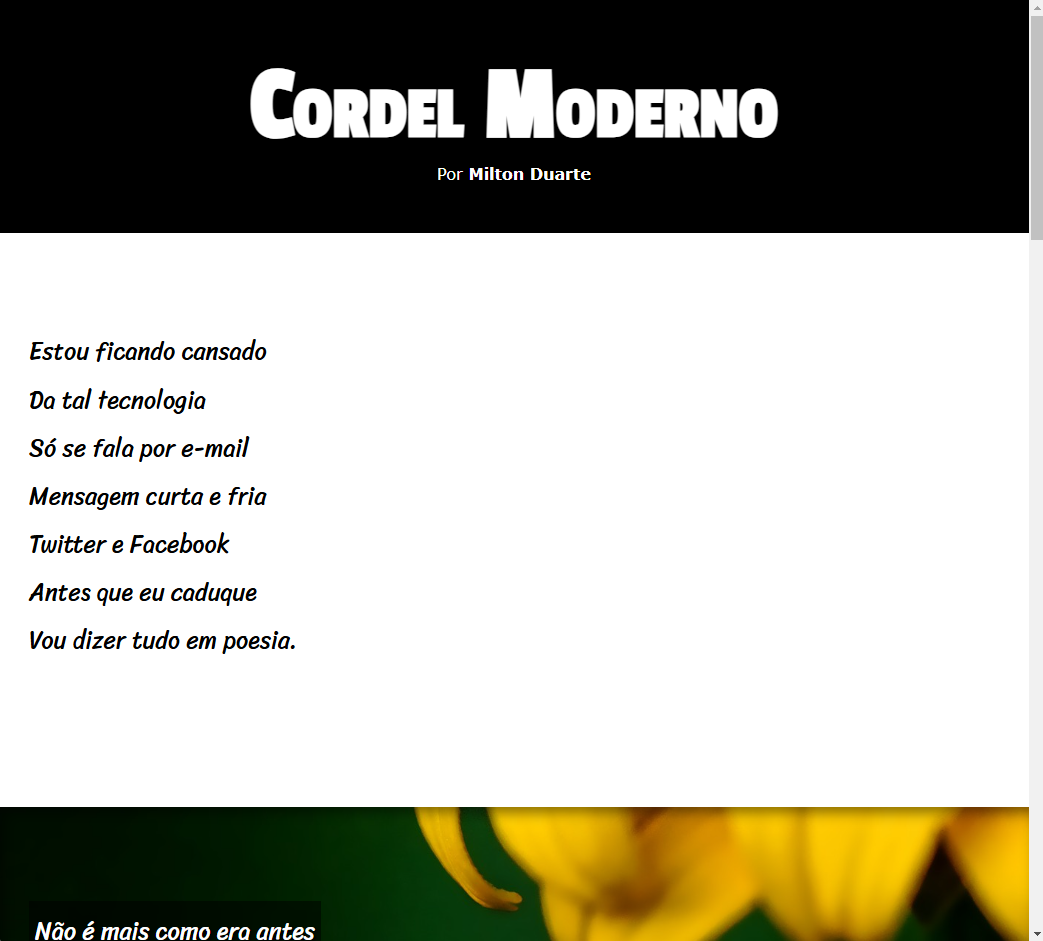 Cordel Moderno
Por Milton Duarte
Estou ficando cansado
Da tal tecnologia
Só se fala por e-mail
Mensagem curta e fria
Twitter e Facebook
Antes que eu caduque
Vou dizer tudo em poesia.
Não é mais como era antes